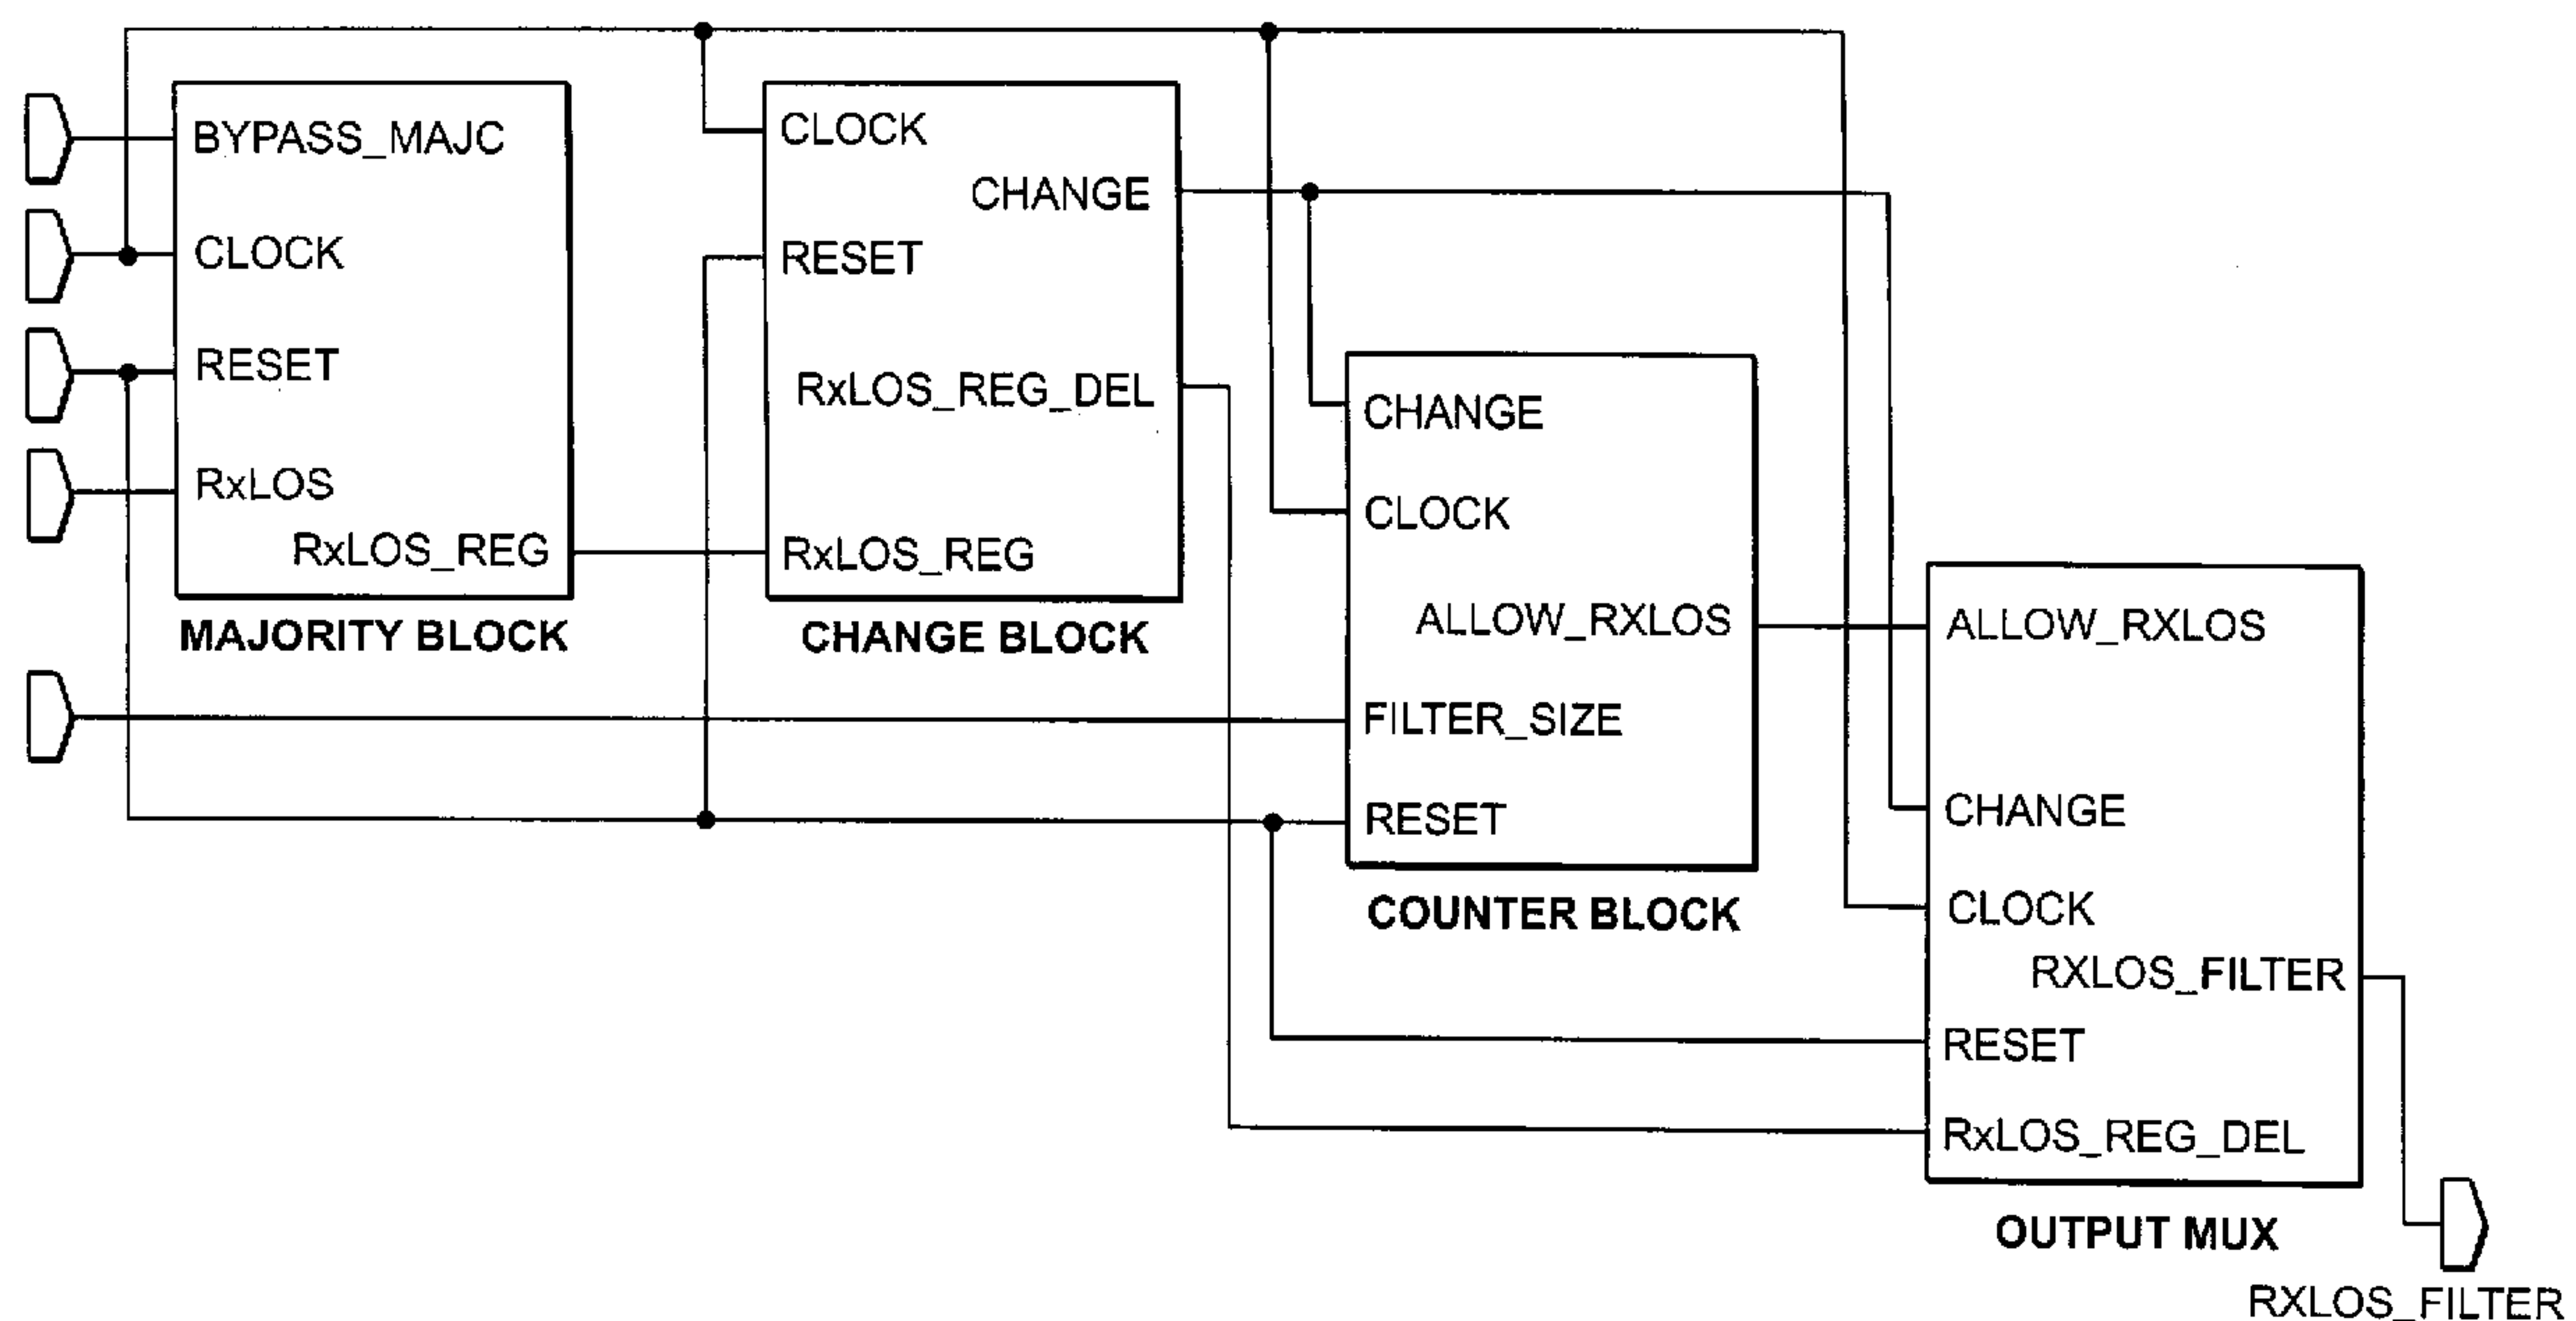 BYPASS_MAJC
CLOCK
RESET
RxLOS
RxLOS_REG
MAJORITY BLOCK
CLOCK
CHANGE
RESET
RxLOS_REG_DEL
RxLOS_REG
CHANGE BLOCK
CHANGE
CLOCK
ALLOW_RXLOS
FILTER_SIZE
RESET
COUNTER BLOCK
ALLOW_RXLOS
CHANGE
CLOCK
RXLOS_FILTER
RESET
RxLOS_REG_DEL
OUTPUT MUX
RXLOS_FILTER